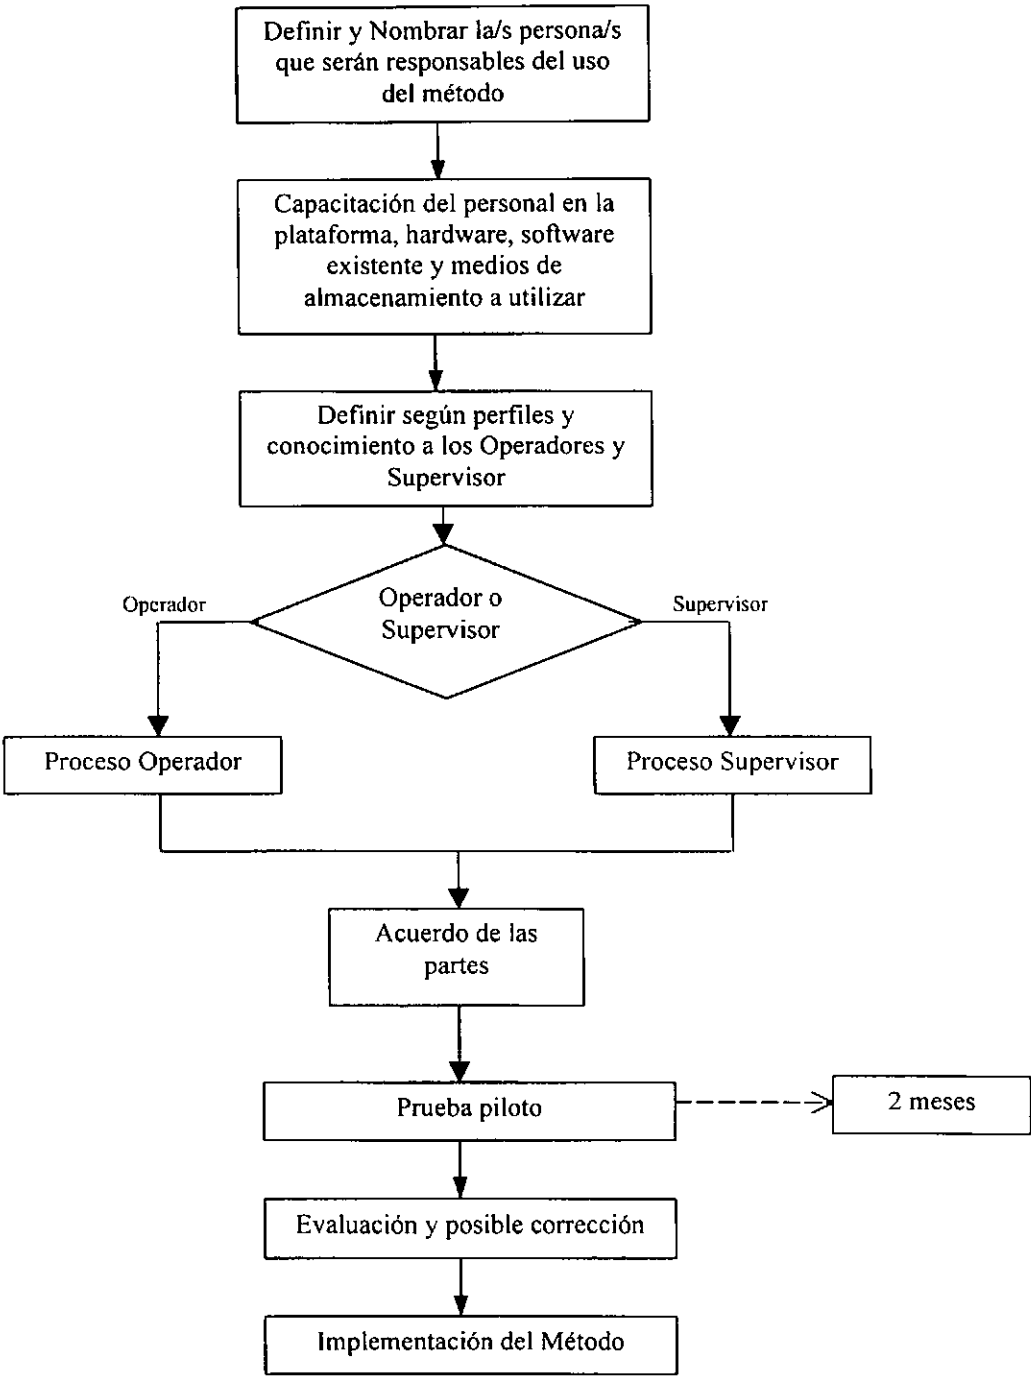 Definir y Nombrar la/s persona/s
que serán responsables del uso
del método
Capacitación del personal en la
plataforma, hardware, software
existente y medios de
almacenamiento a utilizar
Definir según perfiles y
conocimiento a los Operadores y
Supervisor
Operador o
Supervisor
Operador
Supervisor
Proceso Operador
Proceso Supervisor
Acuerdo de las
partes
Prueba piloto
2 meses
Evaluación y posible corrección
Implementación del Método